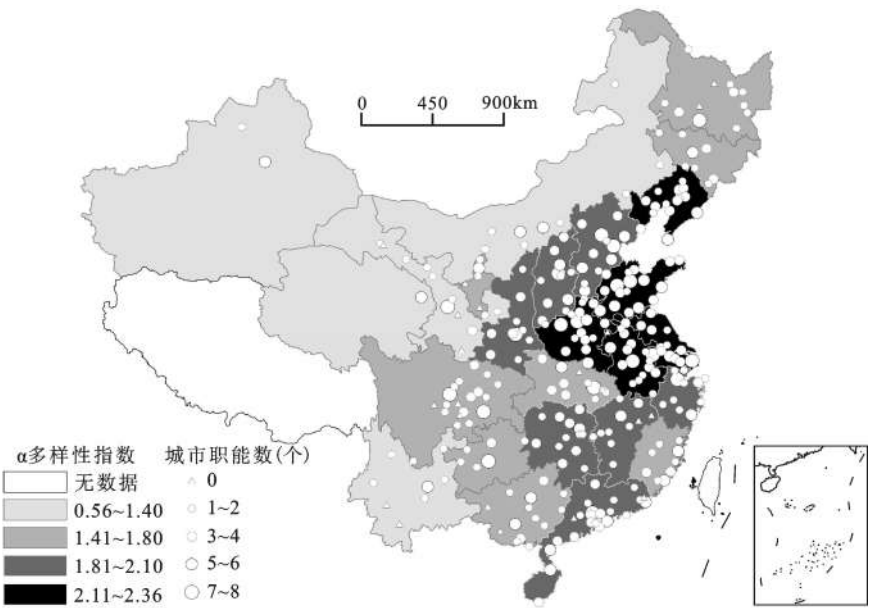 0 450 900km
α多样性指数 城市职能数(个)
无数据 0
0.56~1.40 1~2
1.41~1.80 3~4
1.81~2.10 5~6
2.11~2.36 7~8